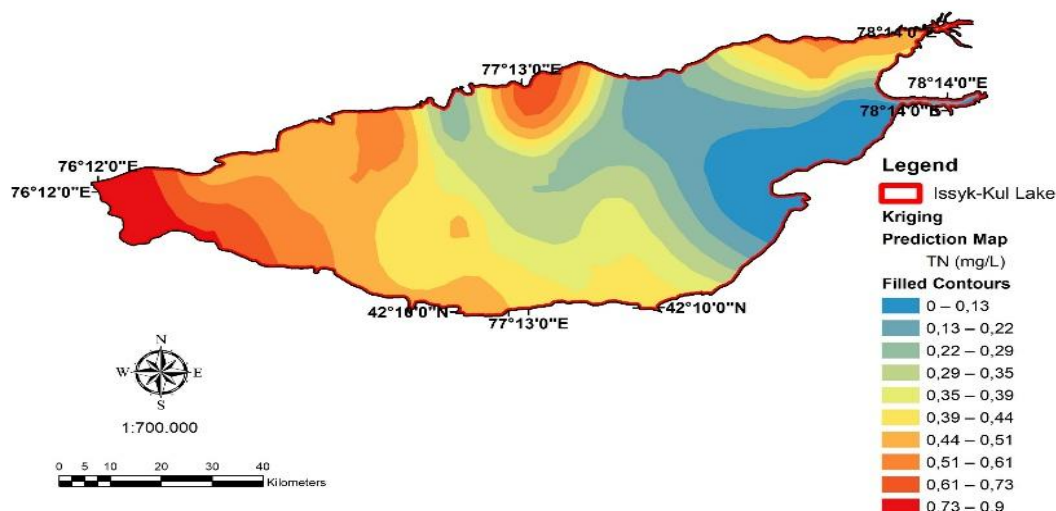 78°14'0"E
77°13'0"E
78°14'0"E
78°14'0"E
76°12'0"E
76°12'0"E
42°10'0"N
77°13'0"E
42°10'0"N
N
W
E
S
1:700.000
0 5 10 20 30 40
Kilometers
Legend
Issyk-Kul Lake
Kriging
Prediction Map
TN (mg/L)
Filled Contours
0 – 0,13
0,13 – 0,22
0,22 – 0,29
0,29 – 0,35
0,35 – 0,39
0,39 – 0,44
0,44 – 0,51
0,51 – 0,61
0,61 – 0,73
0,73 – 0,9